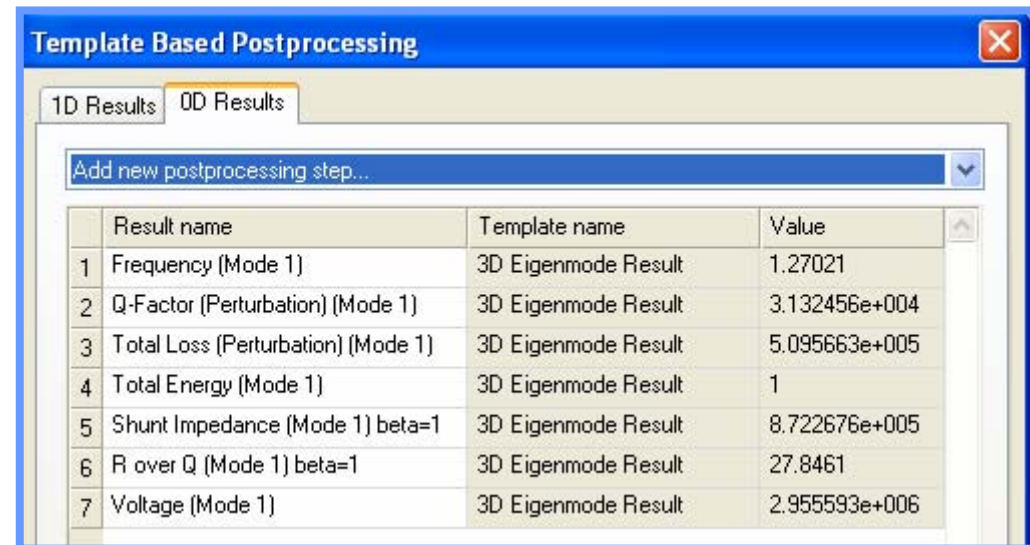 Template Based Postprocessing
1D Results 0D Results
Add new postprocessing step...
Result name Template name Value
1 Frequency (Mode 1) 3D Eigenmode Result 1.27021
2 Q-Factor (Perturbation) (Mode 1) 3D Eigenmode Result 3.132456e+004
3 Total Loss (Perturbation) (Mode 1) 3D Eigenmode Result 5.095663e+005
4 Total Energy (Mode 1) 3D Eigenmode Result 1
5 Shunt Impedance (Mode 1) beta=1 3D Eigenmode Result 8.722676e+005
6 R over Q (Mode 1) beta=1 3D Eigenmode Result 27.8461
7 Voltage (Mode 1) 3D Eigenmode Result 2.955593e+006